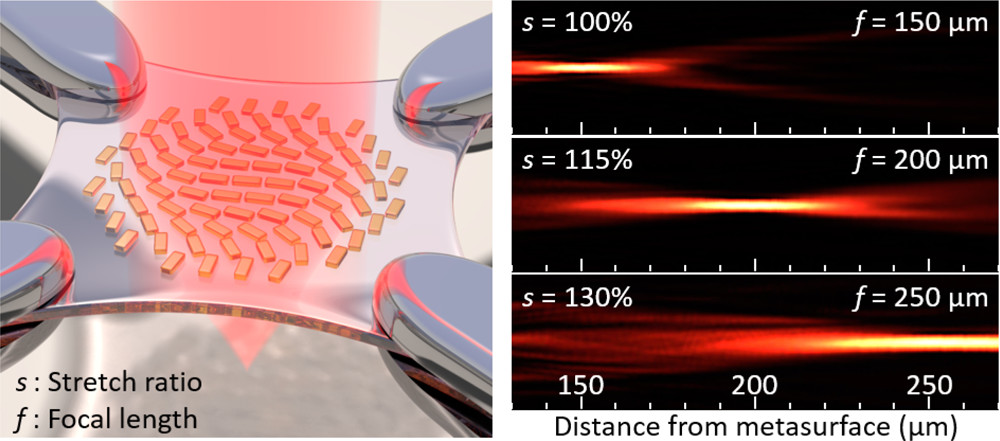 s : Stretch ratio
f : Focal length
s = 100%
f = 150 μm
s = 115%
f = 200 μm
s = 130%
f = 250 μm
150
200
250
Distance from metasurface (μm)